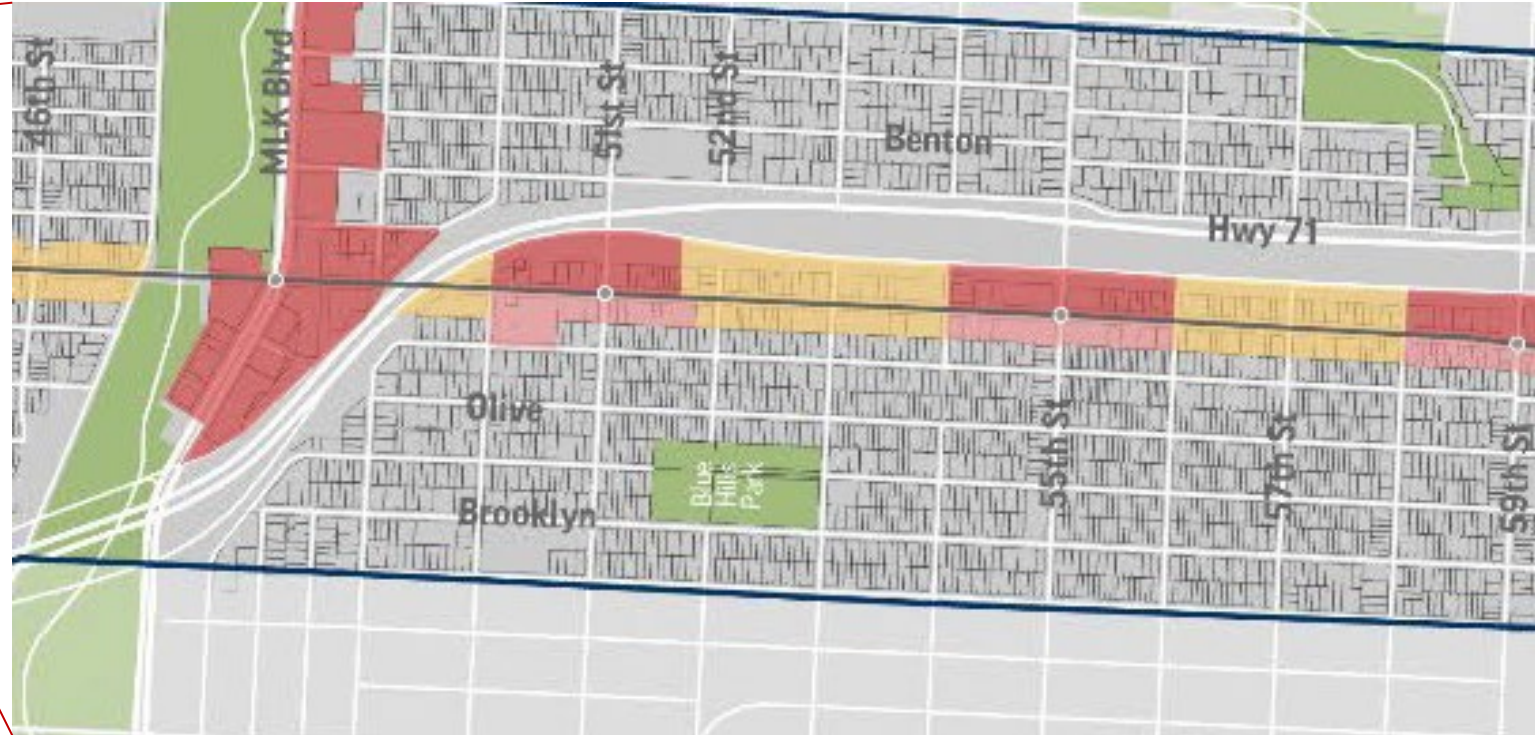 46th St
MLK Blvd
51st St
52nd St
Benton
Hwy 71
Olive
Brooklyn
Blue
Hills
Park
55th St
57th St
59th St